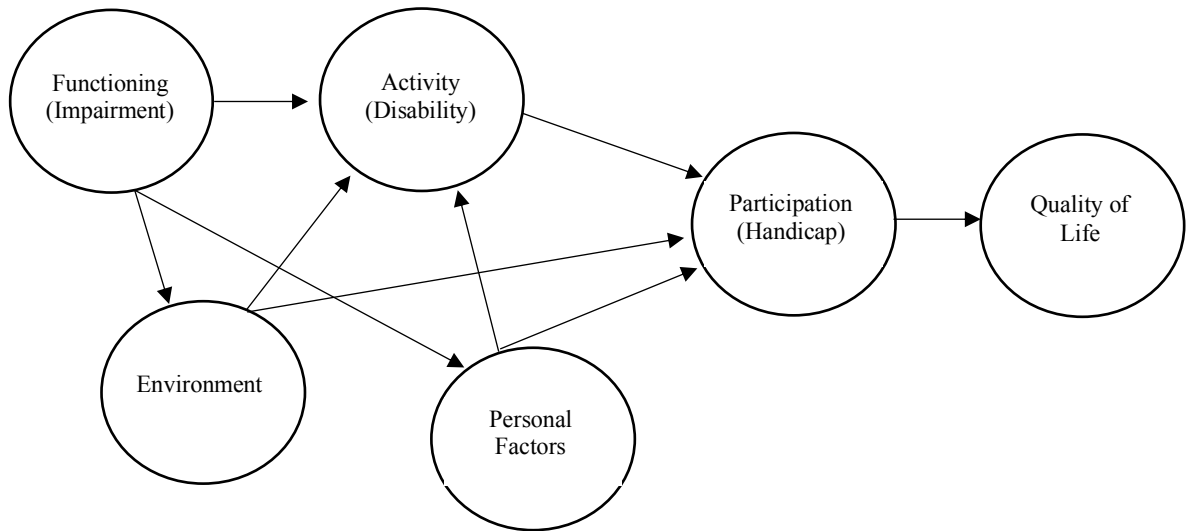 Functioning
(Impairment)
Activity
(Disability)
Participation
(Handicap)
Quality of
Life
Environment
Personal
Factors